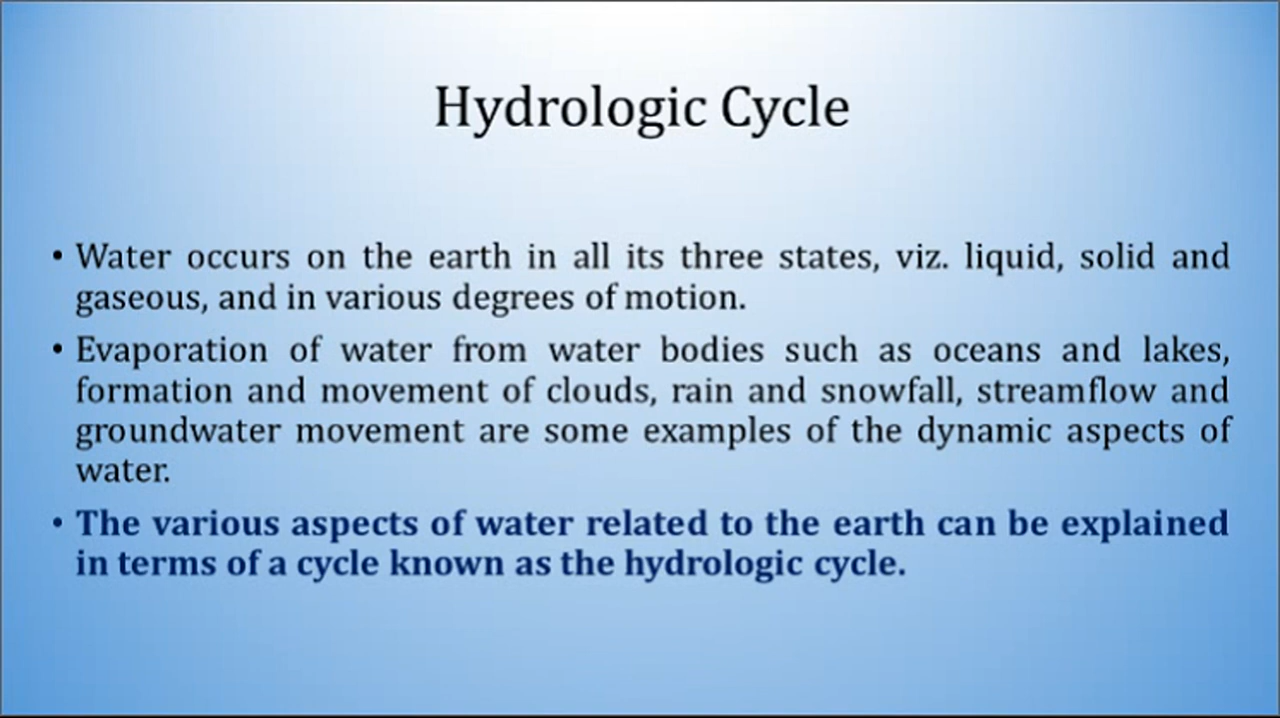 Hydrologic Cycle
• Water occurs on the earth in all its three states, viz. liquid, solid and
gaseous, and in various degrees of motion.
• Evaporation of water from water bodies such as oceans and lakes,
formation and movement of clouds, rain and snowfall, streamflow and
groundwater movement are some examples of the dynamic aspects of
water.
• The various aspects of water related to the earth can be explained
in terms of a cycle known as the hydrologic cycle.